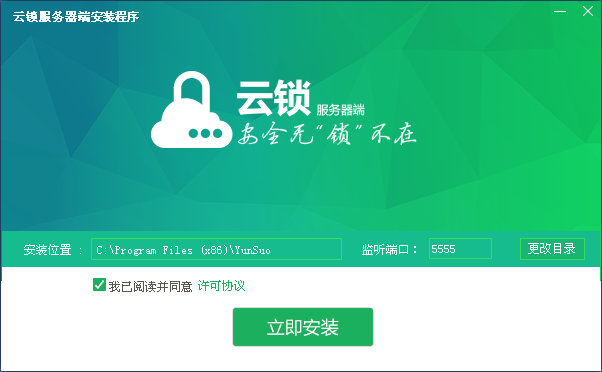 云锁服务器端安装程序
云锁 服务器端
安全无“锁”不在
安装位置： C:\Program Files (x86)\YunSuo 监听端口： 5555 更改目录
我已阅读并同意 许可协议
立即安装